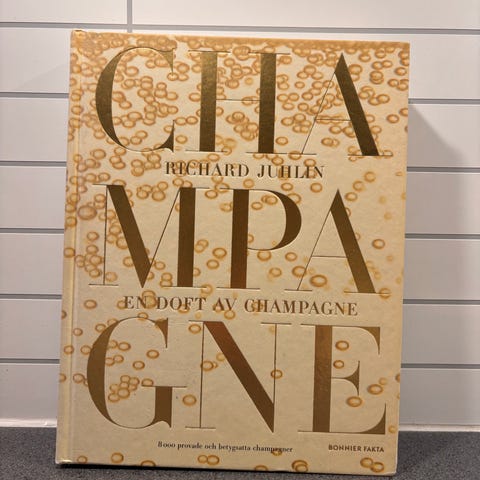 CHA
RICHARD JUHLIN
MPA
EN DOFT AV CHAMPAGNE
GNE
8000 provade och betygsatta champagner
BONNIER FAKTA